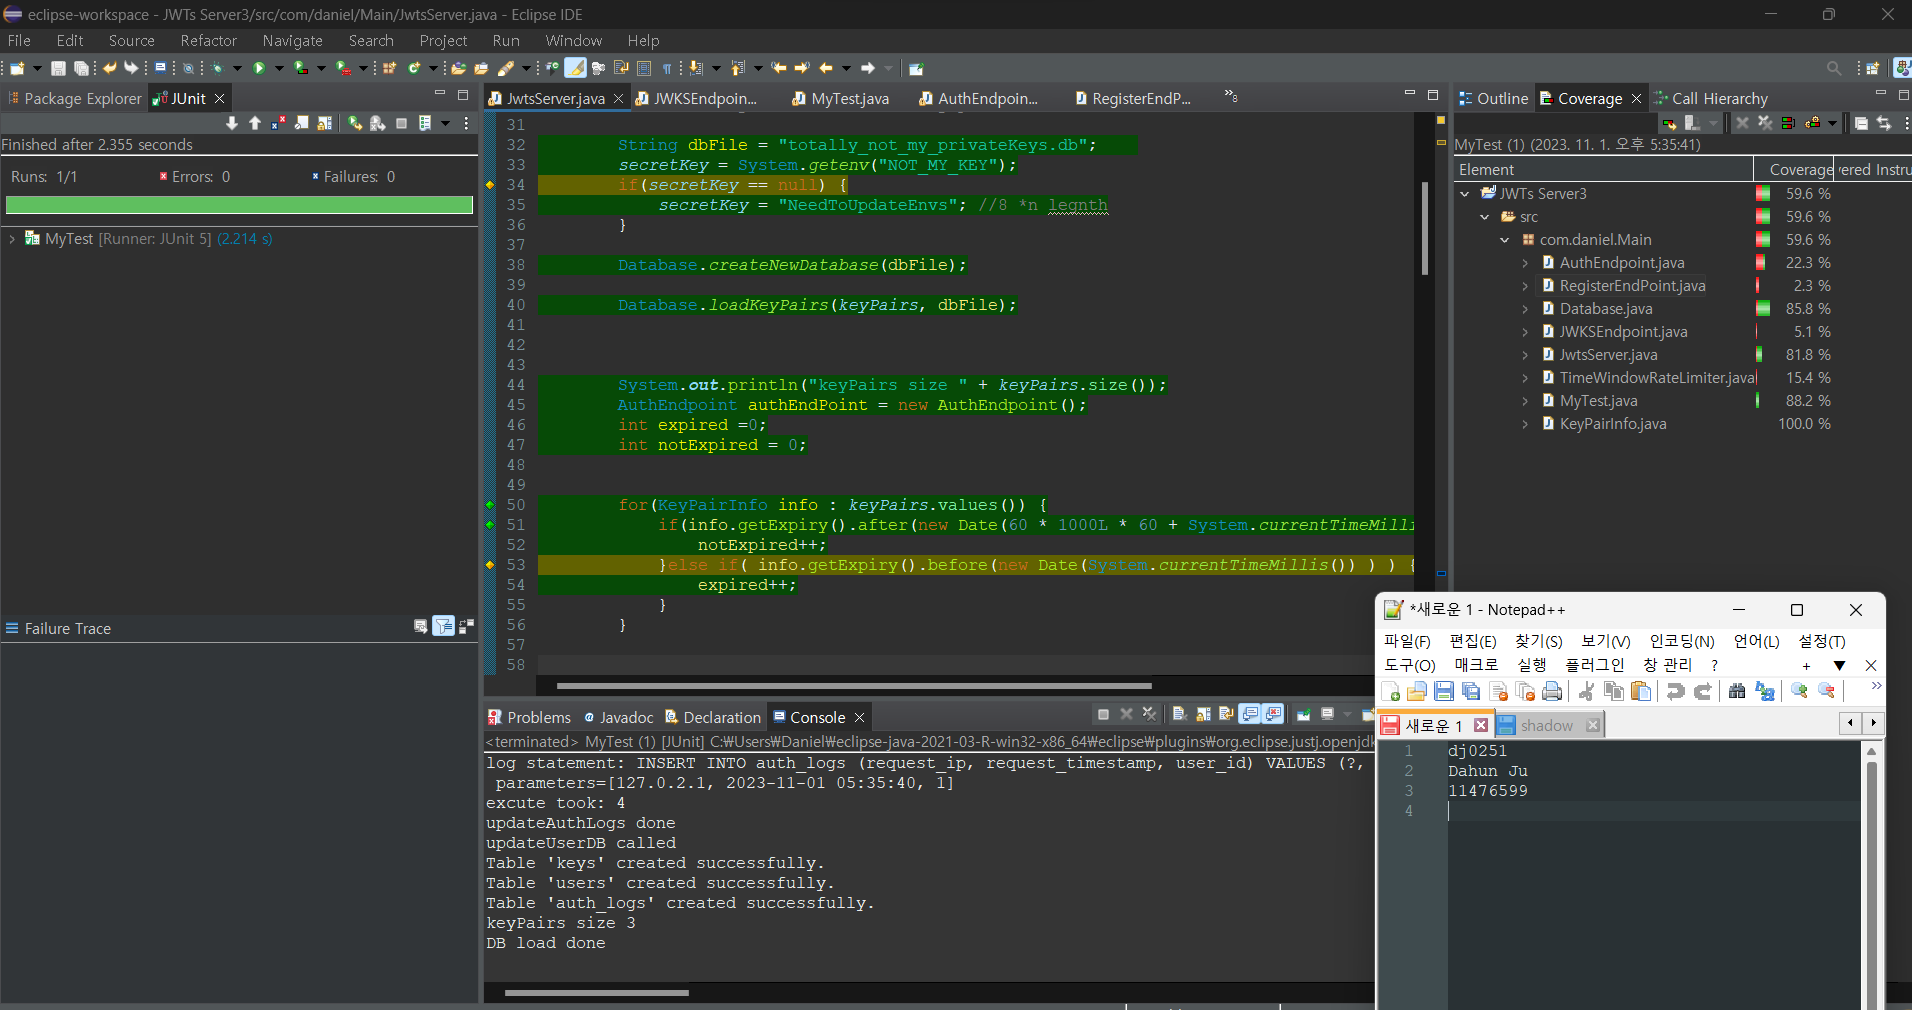 eclipse-workspace - JWTs Server3/src/com/daniel/Main/JwtsServer.java - Eclipse IDE
File Edit Source Refactor Navigate Search Project Run Window Help
Package Explorer JUnit
Finished after 2.355 seconds
Runs: 1/1 Errors: 0 Failures: 0
MyTest [Runner: JUnit 5] (2.214 s)
Failure Trace
JwtsServer.java JWKSEndpoin... MyTest.java AuthEndpoin... RegisterEndP... »8
31
32 String dbFile = "totally_not_my_privateKeys.db";
33 secretKey = System.getenv("NOT_MY_KEY");
34 if(secretKey == null) {
35 secretKey = "NeedToUpdateEnvs"; //8 *n legnth
36 }
37
38 Database.createNewDatabase(dbFile);
39
40 Database.loadKeyPairs(keyPairs, dbFile);
41
42
43
44 System.out.println("keyPairs size " + keyPairs.size());
45 AuthEndpoint authEndPoint = new AuthEndpoint();
46 int expired =0;
47 int notExpired = 0;
48
49
50 for(KeyPairInfo info : keyPairs.values()) {
51 if(info.getExpiry().after(new Date(60 * 1000L * 60 + System.currentTimeMilli
52 notExpired++;
53 }else if( info.getExpiry().before(new Date(System.currentTimeMillis()) ) ) {
54 expired++;
55 }
56 }
57
58
Problems Javadoc Declaration Console
<terminated> MyTest (1) [JUnit] C:₩Users₩Daniel₩eclipse-java-2021-03-R-win32-x86_64₩eclipse₩plugins₩org.eclipse.justj.openjdk
log statement: INSERT INTO auth_logs (request_ip, request_timestamp, user_id) VALUES (?,
parameters=[127.0.2.1, 2023-11-01 05:35:40, 1]
excute took: 4
updateAuthLogs done
updateUserDB called
Table 'keys' created successfully.
Table 'users' created successfully.
Table 'auth_logs' created successfully.
keyPairs size 3
DB load done
Outline Coverage Call Hierarchy
MyTest (1) (2023. 11. 1. 오후 5:35:41)
Element Coverage ered Instru
JWTs Server3 59.6 %
src 59.6 %
com.daniel.Main 59.6 %
AuthEndpoint.java 22.3 %
RegisterEndPoint.java 2.3 %
Database.java 85.8 %
JWKSEndpoint.java 5.1 %
JwtsServer.java 81.8 %
TimeWindowRateLimiter.java 15.4 %
MyTest.java 88.2 %
KeyPairInfo.java 100.0 %
*새로운 1 - Notepad++
파일(F) 편집(E) 찾기(S) 보기(V) 인코딩(N) 언어(L) 설정(T)
도구(O) 매크로 실행 플러그인 창 관리 ? + ▼ X
새로운 1 shadow
1 dj0251
2 Dahun Ju
3 11476599
4